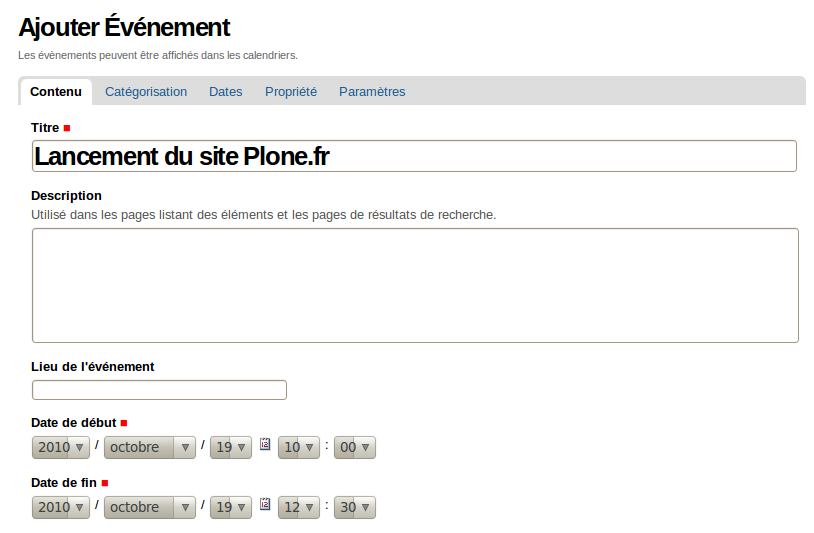 Ajouter Événement
Les évènements peuvent être affichés dans les calendriers.
Contenu Catégorisation Dates Propriété Paramètres
Titre
Lancement du site Plone.fr
Description
Utilisé dans les pages listant des éléments et les pages de résultats de recherche.
Lieu de l'événement
Date de début
2010 / octobre / 19 12 10 : 00
Date de fin
2010 / octobre / 19 12 12 : 30